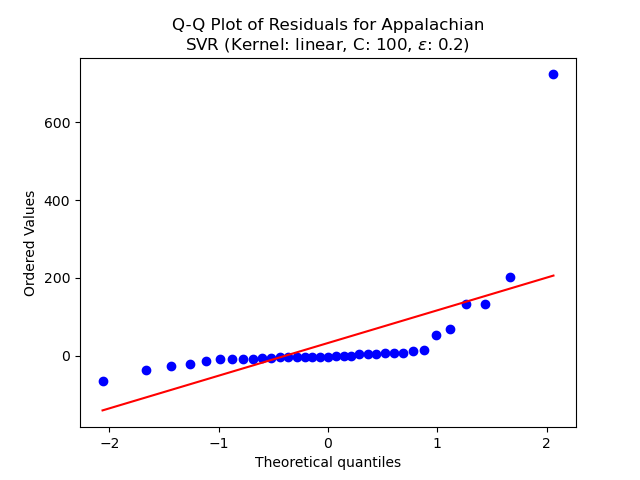 Q-Q Plot of Residuals for Appalachian
SVR (Kernel: linear, C: 100, ε: 0.2)
Ordered Values
600
400
200
0
−2
−1
0
1
2
Theoretical quantiles